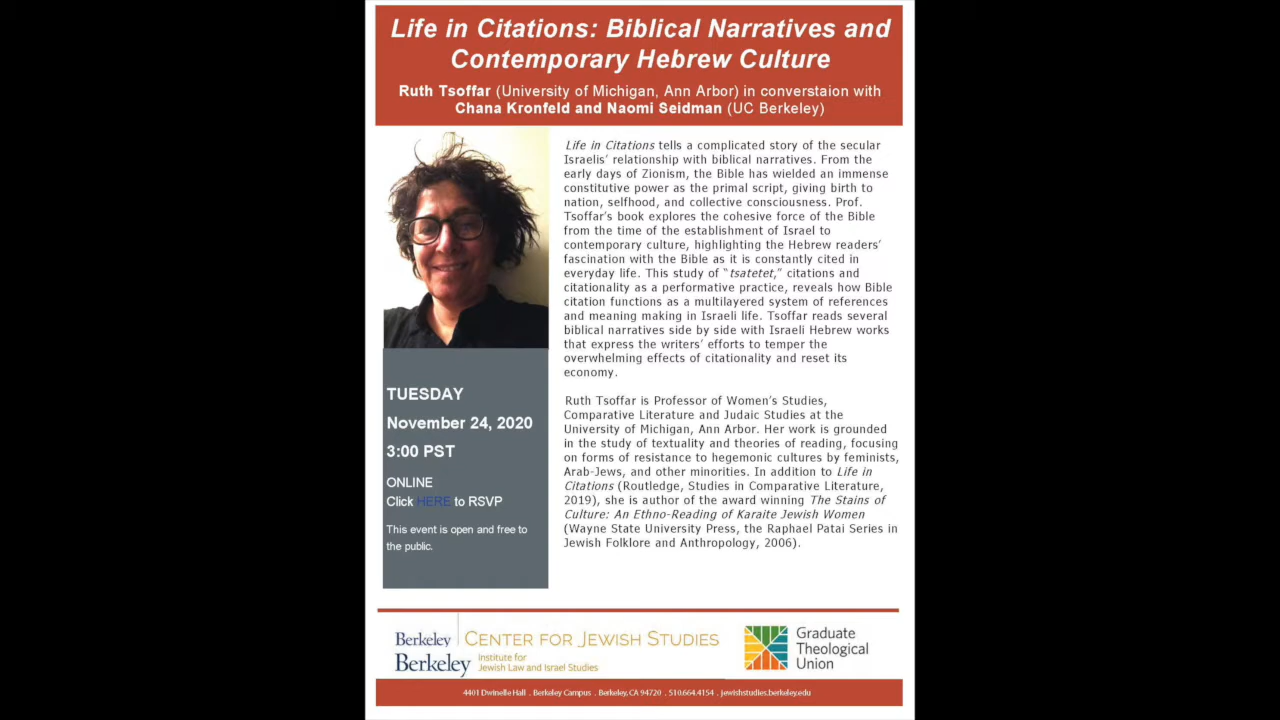 Life in Citations: Biblical Narratives and
Contemporary Hebrew Culture
Ruth Tsoffar (University of Michigan, Ann Arbor) in converstaion with
Chana Kronfeld and Naomi Seidman (UC Berkeley)
Life in Citations tells a complicated story of the secular
Israelis’ relationship with biblical narratives. From the
early days of Zionism, the Bible has wielded an immense
constitutive power as the primal script, giving birth to
nation, selfhood, and collective consciousness. Prof.
Tsoffar’s book explores the cohesive force of the Bible
from the time of the establishment of Israel to
contemporary culture, highlighting the Hebrew readers’
fascination with the Bible as it is constantly cited in
everyday life. This study of “tsatetet,” citations and
citationality as a performative practice, reveals how Bible
citation functions as a multilayered system of references
and meaning making in Israeli life. Tsoffar reads several
biblical narratives side by side with Israeli Hebrew works
that express the writers’ efforts to temper the
overwhelming effects of citationality and reset its
economy.
Ruth Tsoffar is Professor of Women’s Studies,
Comparative Literature and Judaic Studies at the
University of Michigan, Ann Arbor. Her work is grounded
in the study of textuality and theories of reading, focusing
on forms of resistance to hegemonic cultures by feminists,
Arab-Jews, and other minorities. In addition to Life in
Citations (Routledge, Studies in Comparative Literature,
2019), she is author of the award winning The Stains of
Culture: An Ethno-Reading of Karaite Jewish Women
(Wayne State University Press, the Raphael Patai Series in
Jewish Folklore and Anthropology, 2006).
TUESDAY
November 24, 2020
3:00 PST
ONLINE
Click HERE to RSVP
This event is open and free to
the public.
Berkeley CENTER FOR JEWISH STUDIES
Berkeley Institute for
Jewish Law and Israel Studies
Graduate
Theological
Union
4401 Dwinelle Hall . Berkeley Campus . Berkeley, CA 94720 . 510.664.4154 . jewishstudies.berkeley.edu